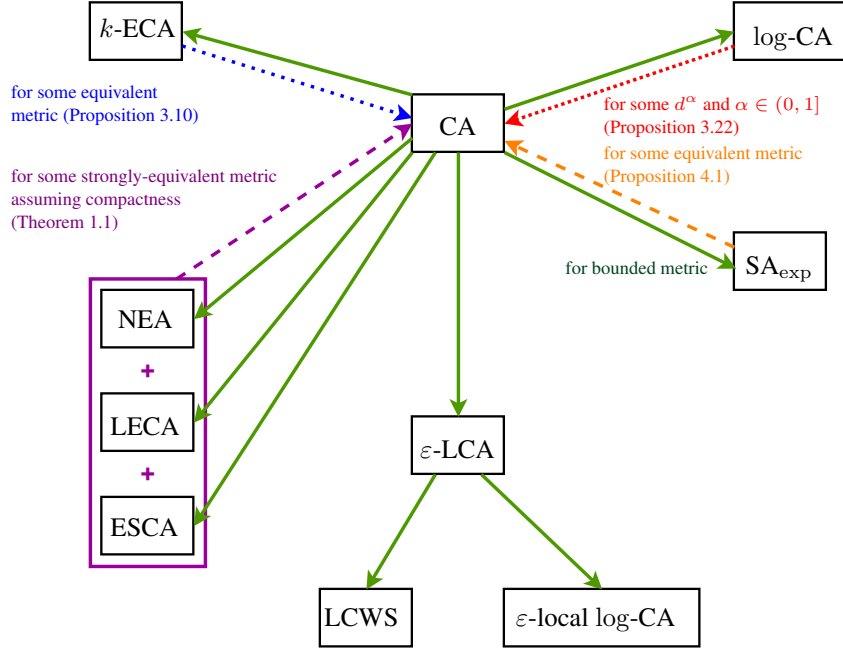 k-ECA
log-CA
for some equivalent
metric (Proposition 3.10)
CA
for some d^α and α ∈ (0, 1]
(Proposition 3.22)
for some equivalent metric
(Proposition 4.1)
for some strongly-equivalent metric
assuming compactness
(Theorem 1.1)
for bounded metric
SA_exp
NEA
+
LECA
+
ESCA
ε-LCA
LCWS
ε-local log-CA